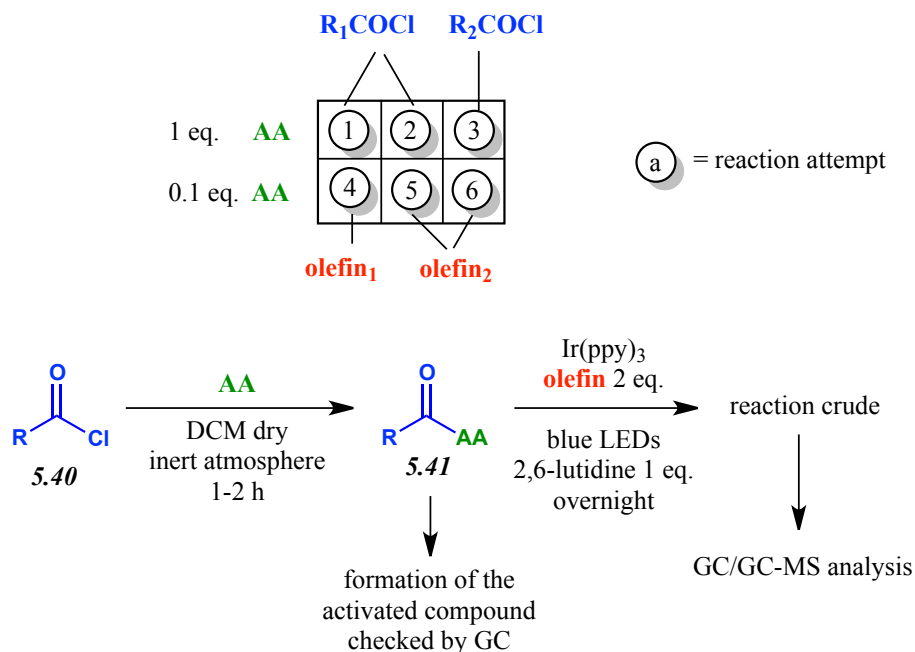 R₁COCl R₂COCl
1 eq. AA 1 2 3
0.1 eq. AA 4 5 6
a = reaction attempt
olefin₁ olefin₂
O
R Cl
5.40
AA
DCM dry
inert atmosphere
1-2 h
O
R AA
5.41
Ir(ppy)₃
olefin 2 eq.
blue LEDs
2,6-lutidine 1 eq.
overnight
reaction crude
formation of the
activated compound
checked by GC
GC/GC-MS analysis